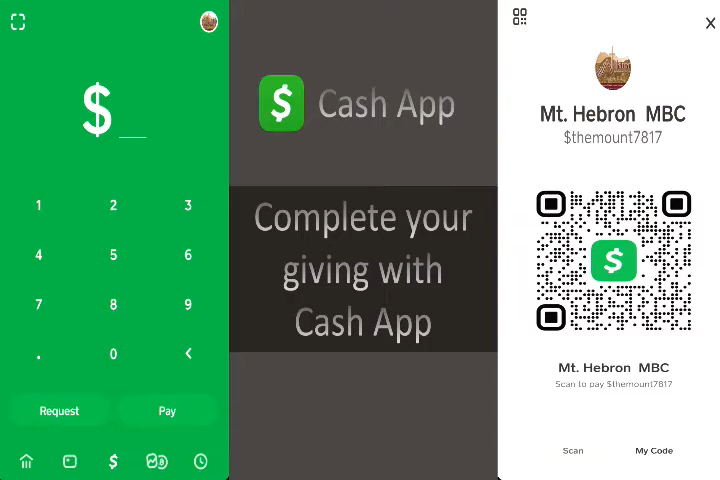 $
1 2 3
4 5 6
7 8 9
. 0 <
Request Pay
$
$ Cash App
Complete your
giving with
Cash App
X
Mt. Hebron MBC
$themount7817
$
Mt. Hebron MBC
Scan to pay $themount7817
Scan My Code